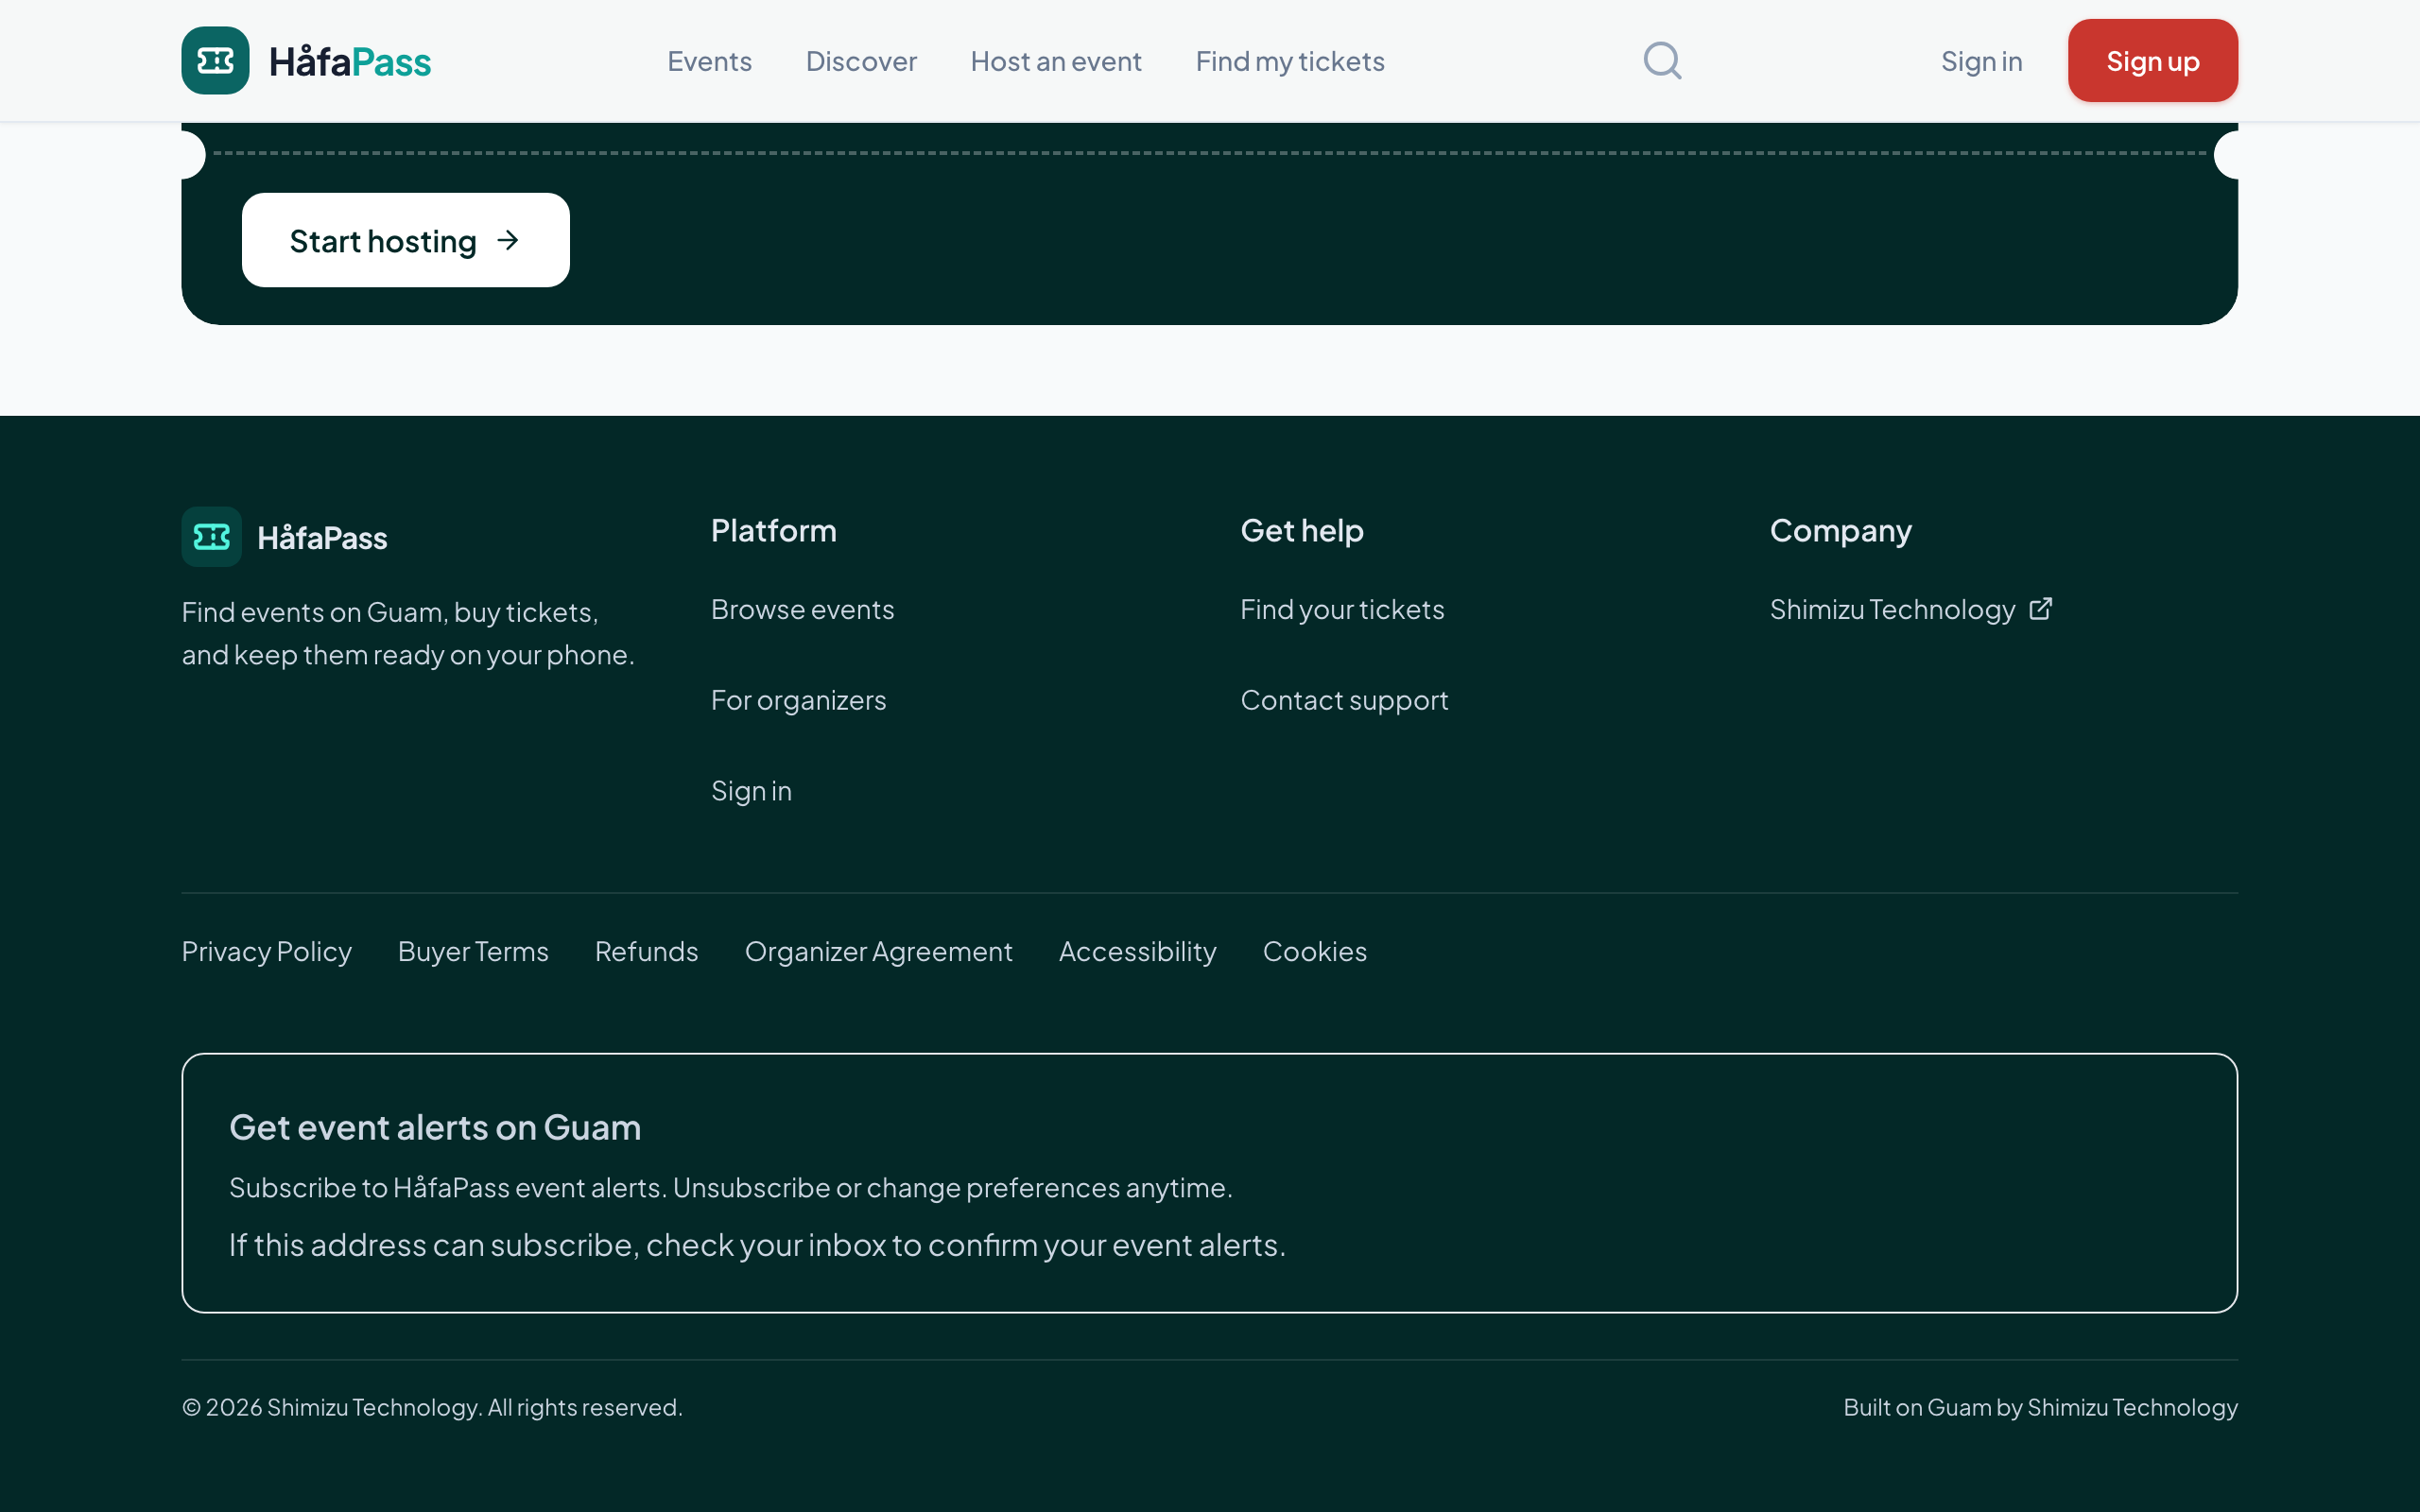 HåfaPass
Events
Discover
Host an event
Find my tickets
Sign in
Sign up
Start hosting
HåfaPass
Find events on Guam, buy tickets,
and keep them ready on your phone.
Platform
Browse events
For organizers
Sign in
Get help
Find your tickets
Contact support
Company
Shimizu Technology
Privacy Policy
Buyer Terms
Refunds
Organizer Agreement
Accessibility
Cookies
Get event alerts on Guam
Subscribe to HåfaPass event alerts. Unsubscribe or change preferences anytime.
If this address can subscribe, check your inbox to confirm your event alerts.
© 2026 Shimizu Technology. All rights reserved.
Built on Guam by Shimizu Technology